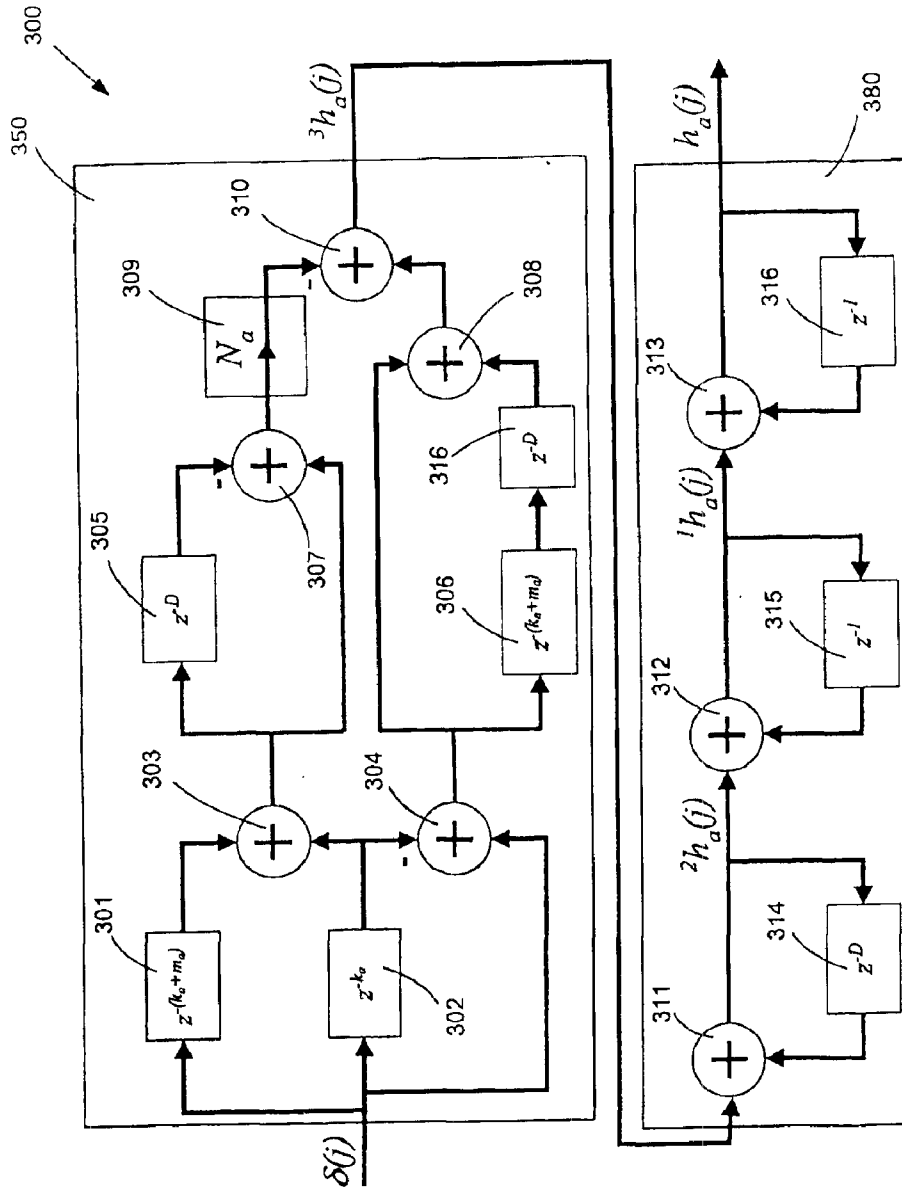 300
350
δ(j)
301
z^{-(k_a+m_a)}
302
z^{-k_a}
303
+
304
-
+
305
z^{-D}
-
307
+
309
N_a
306
z^{-(k_a+m_a)}
316
z^{-D}
308
+
310
-
+
³h_a(j)
380
311
+
314
z^{-D}
²h_a(j)
312
+
315
z^{-1}
¹h_a(j)
313
+
316
z^{-1}
h_a(j)